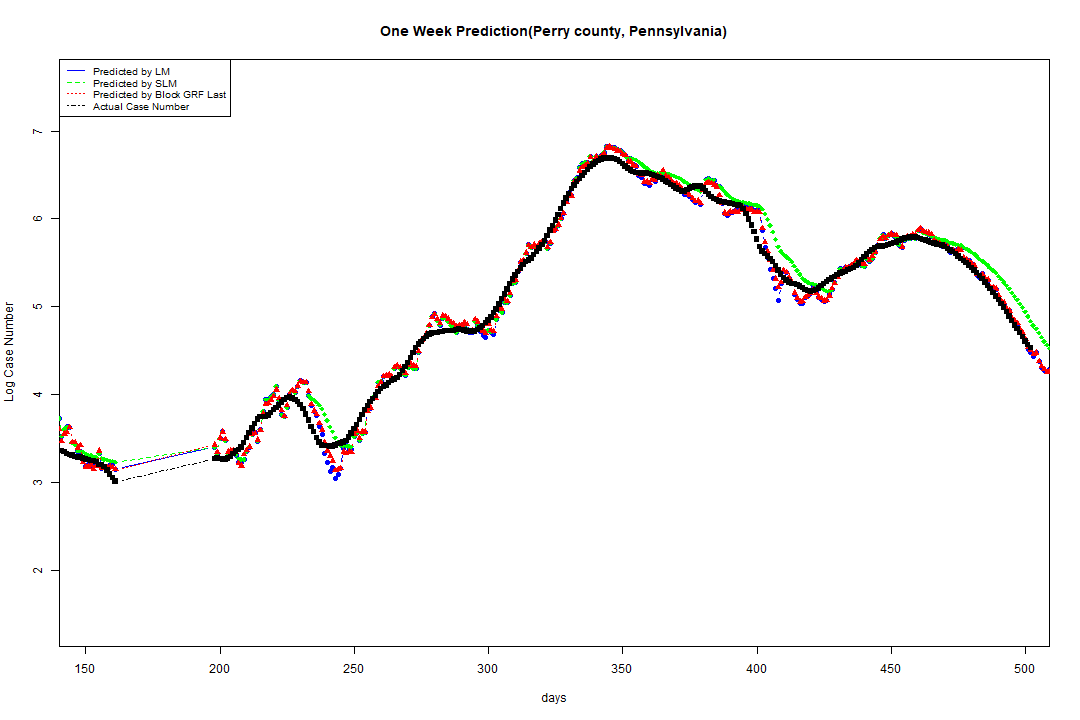 One Week Prediction(Perry county, Pennsylvania)
Predicted by LM
Predicted by SLM
Predicted by Block GRF Last
Actual Case Number
7
6
5
4
3
2
Log Case Number
150 200 250 300 350 400 450 500
days